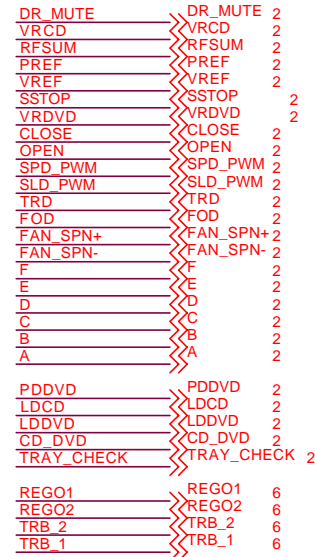 DR_MUTE DR_MUTE 2
VRCD VRCD 2
RFSUM RFSUM 2
PREF PREF 2
VREF VREF 2
SSTOP SSTOP 2
VRDVD VRDVD 2
CLOSE CLOSE 2
OPEN OPEN 2
SPD_PWM SPD_PWM 2
SLD_PWM SLD_PWM 2
TRD TRD 2
FOD FOD 2
FAN_SPN+ FAN_SPN+ 2
FAN_SPN- FAN_SPN- 2
F F 2
E E 2
D D 2
C C 2
B B 2
A A 2
PDDVD PDDVD 2
LDCD LDCD 2
LDDVD LDDVD 2
CD_DVD CD_DVD 2
TRAY_CHECK TRAY_CHECK 2
REGO1 REGO1 6
REGO2 REGO2 6
TRB_2 TRB_2 6
TRB_1 TRB_1 6